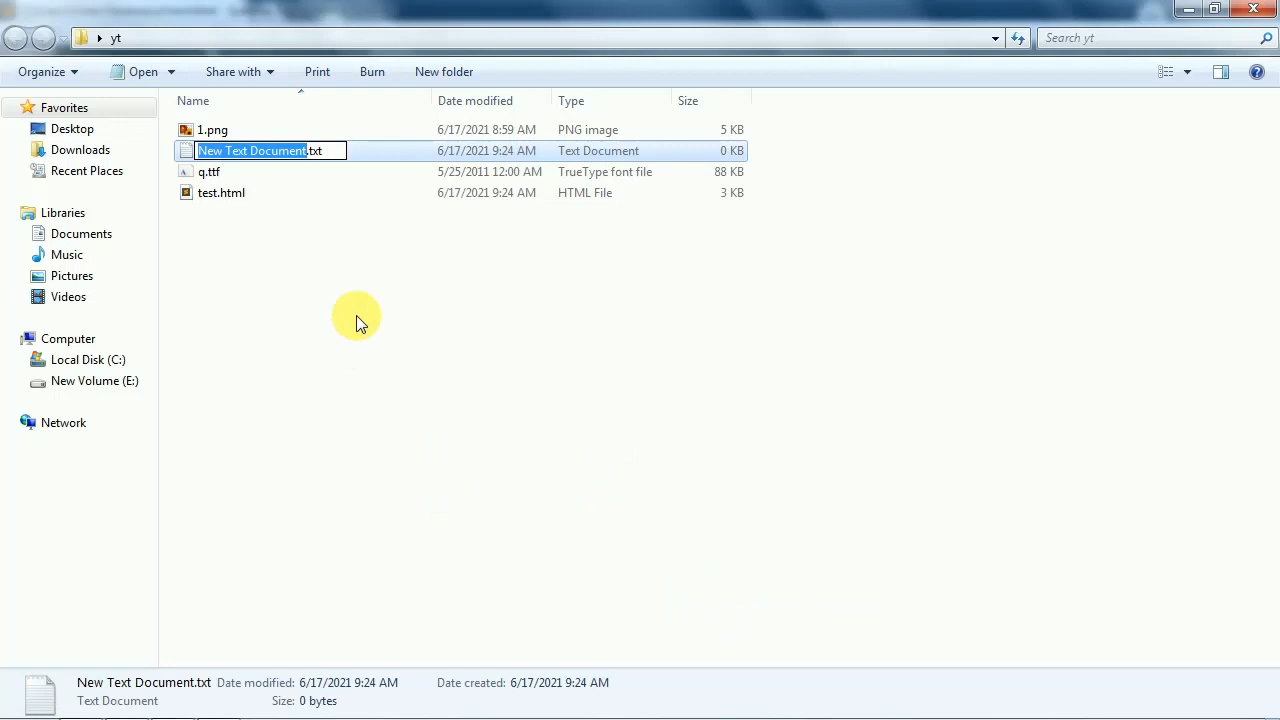 yt
Search yt
Organize Open Share with Print Burn New folder
Favorites
Desktop
Downloads
Recent Places
Libraries
Documents
Music
Pictures
Videos
Computer
Local Disk (C:)
New Volume (E:)
Network
Name Date modified Type Size
1.png 6/17/2021 8:59 AM PNG image 5 KB
New Text Document.txt 6/17/2021 9:24 AM Text Document 0 KB
q.ttf 5/25/2011 12:00 AM TrueType font file 88 KB
test.html 6/17/2021 9:24 AM HTML File 3 KB
New Text Document.txt Date modified: 6/17/2021 9:24 AM Date created: 6/17/2021 9:24 AM
Text Document Size: 0 bytes